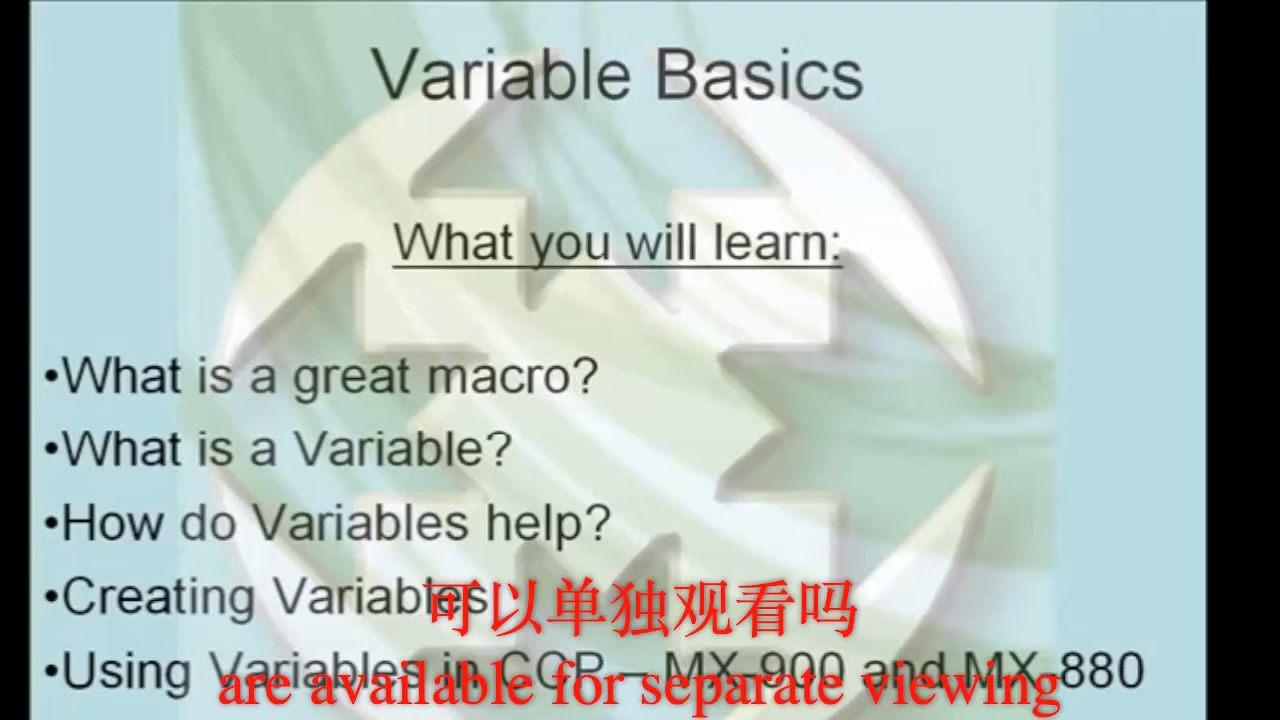 Variable Basics
What you will learn:
•What is a great macro?
•What is a Variable?
•How do Variables help?
•Creating Variables
可以单独观看吗
•Using Variables in CCP – MX-900 and MX-880
are available for separate viewing